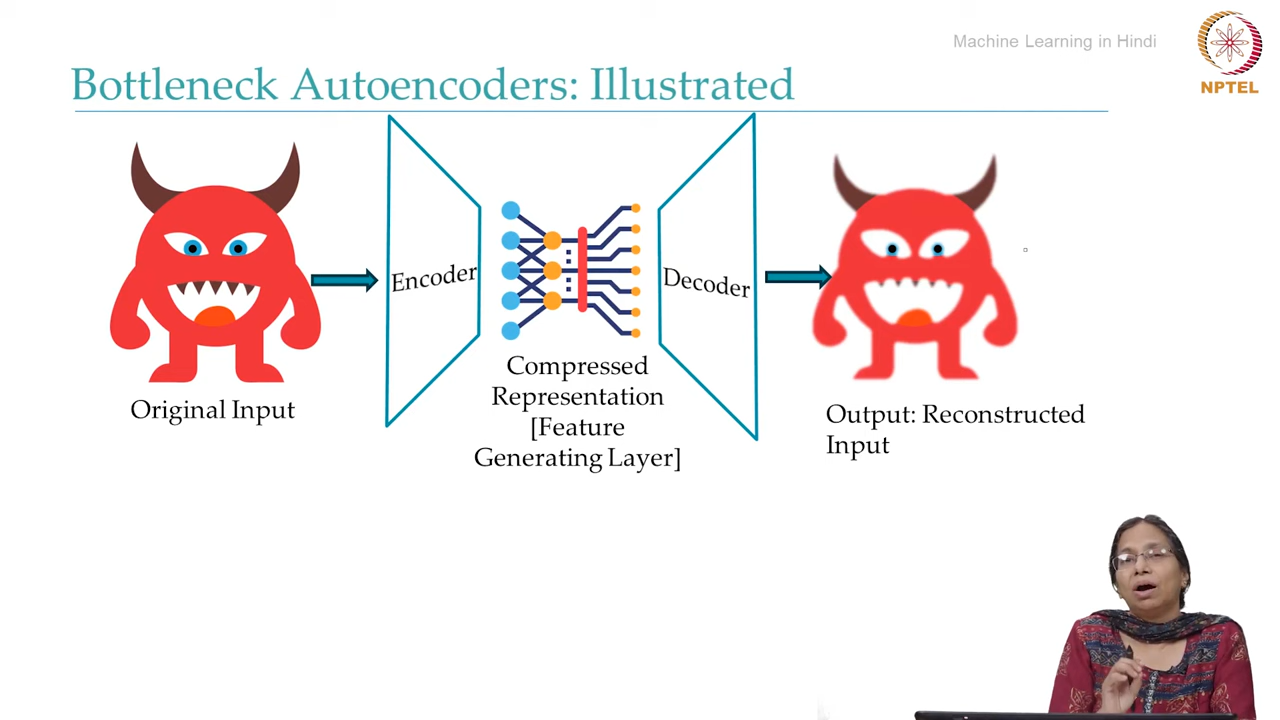 Machine Learning in Hindi
NPTEL
Bottleneck Autoencoders: Illustrated
Encoder
Decoder
Original Input
Compressed
Representation
[Feature
Generating Layer]
Output: Reconstructed
Input